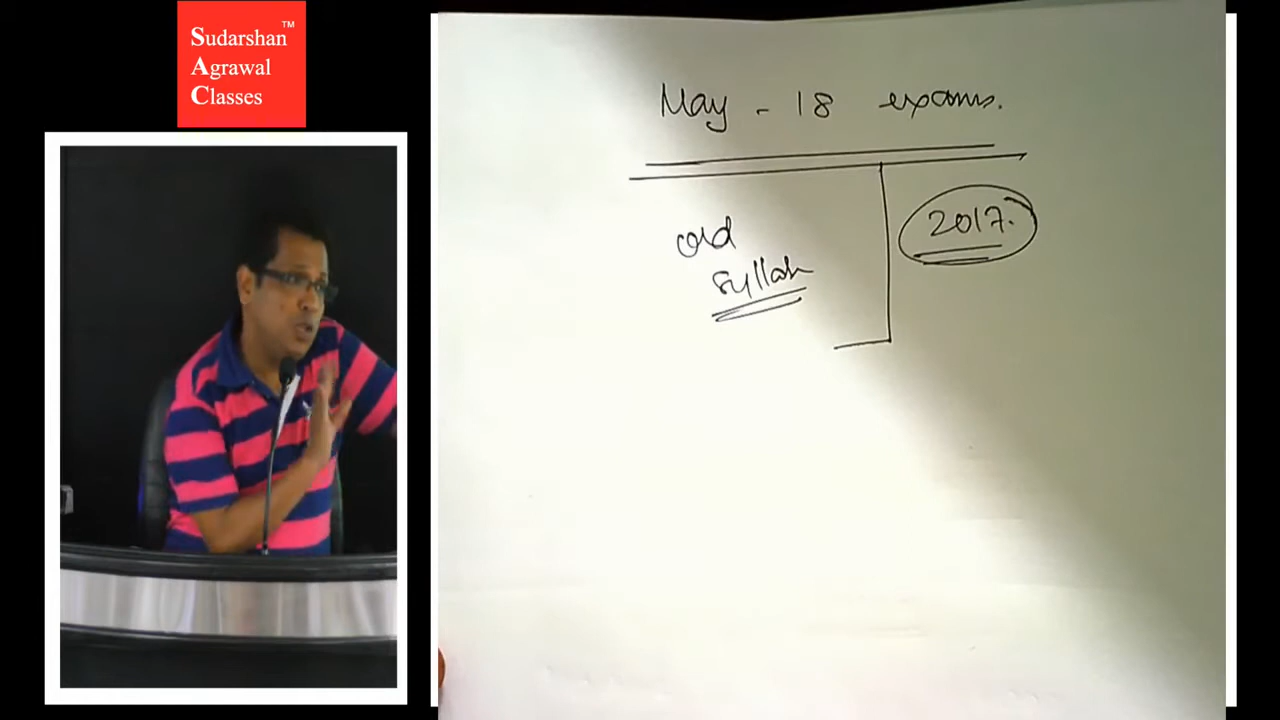 Sudarshan™
Agrawal
Classes
May - 18 exams.
old
syllab
2017.